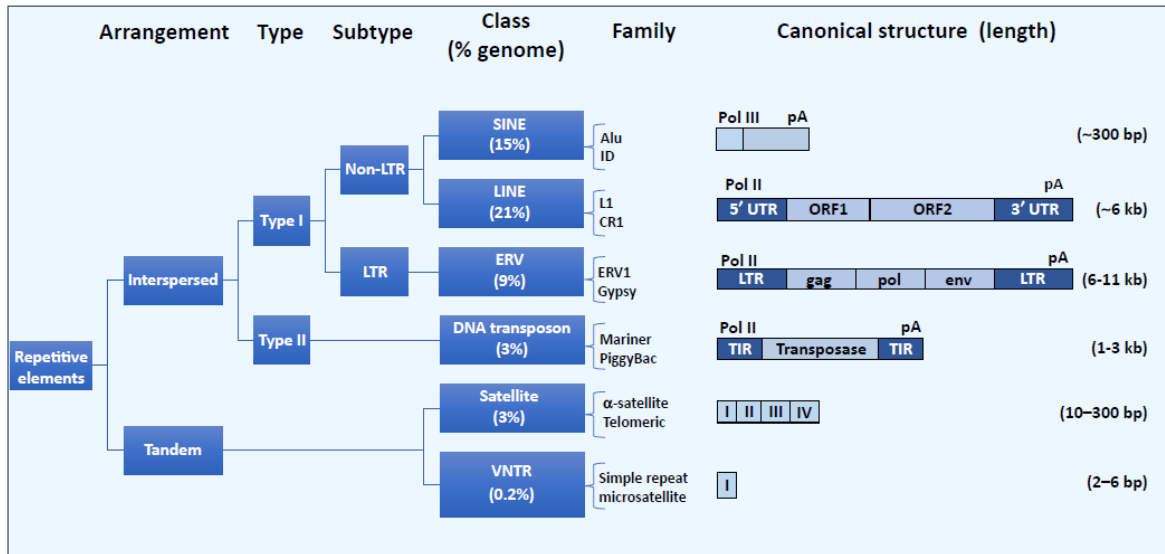 Arrangement Type Subtype Class (% genome) Family Canonical structure (length)
Repetitive elements
Interspersed
Tandem
Type I
Type II
Non-LTR
LTR
SINE
(15%)
Alu
ID
Pol III pA
(~300 bp)
LINE
(21%)
L1
CR1
Pol II pA
5′ UTR ORF1 ORF2 3′ UTR
(~6 kb)
ERV
(9%)
ERV1
Gypsy
Pol II pA
LTR gag pol env LTR
(6-11 kb)
DNA transposon
(3%)
Mariner
PiggyBac
Pol II pA
TIR Transposase TIR
(1-3 kb)
Satellite
(3%)
α-satellite
Telomeric
I II III IV
(10–300 bp)
VNTR
(0.2%)
Simple repeat
microsatellite
I
(2–6 bp)